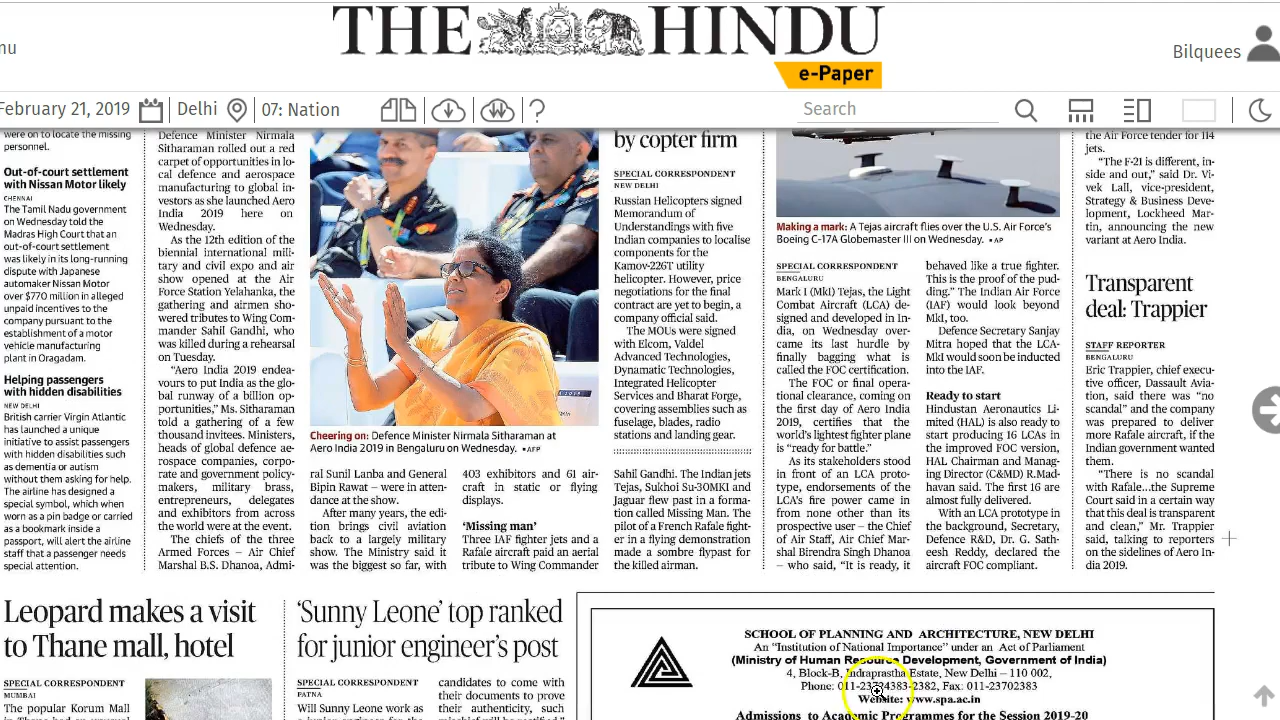 THE HINDU
e-Paper
nu
Bilquees
February 21, 2019
Delhi
07: Nation
?
Search
were on to locate the missing
personnel.
Out-of-court settlement
with Nissan Motor likely
CHENNAI
The Tamil Nadu government
on Wednesday told the
Madras High Court that an
out-of-court settlement
was likely in its long-running
dispute with Japanese
automaker Nissan Motor
over $770 million in alleged
unpaid incentives to the
company pursuant to the
establishment of a motor
vehicle manufacturing
plant in Oragadam.
Helping passengers
with hidden disabilities
NEW DELHI
British carrier Virgin Atlantic
has launched a unique
initiative to assist passengers
with hidden disabilities such
as dementia or autism
without them asking for help.
The airline has designed a
special symbol, which when
worn as a pin badge or carried
as a bookmark inside a
passport, will alert the airline
staff that a passenger needs
special attention.
Defence Minister Nirmala
Sitharaman rolled out a red
carpet of opportunities in lo-
cal defence and aerospace
manufacturing to global in-
vestors as she launched Aero
India 2019 here on
Wednesday.
As the 12th edition of the
biennial international mili-
tary and civil expo and air
show opened at the Air
Force Station Yelahanka, the
gathering and airmen sho-
wered tributes to Wing Com-
mander Sahil Gandhi, who
was killed during a rehearsal
on Tuesday.
"Aero India 2019 endea-
vours to put India as the glo-
bal runway of a billion op-
portunities," Ms. Sitharaman
told a gathering of a few
thousand invitees. Ministers,
heads of global defence ae-
rospace companies, corpo-
rate and government policy-
makers, military brass,
entrepreneurs, delegates
and exhibitors from across
the world were at the event.
The chiefs of the three
Armed Forces – Air Chief
Marshal B.S. Dhanoa, Admi-
Cheering on: Defence Minister Nirmala Sitharaman at
Aero India 2019 in Bengaluru on Wednesday. • AFP
ral Sunil Lanba and General
Bipin Rawat – were in atten-
dance at the show.
After many years, the edi-
tion brings civil aviation
back to a largely military
show. The Ministry said it
was the biggest so far, with
403 exhibitors and 61 air-
craft in static or flying
displays.
'Missing man'
Three IAF fighter jets and a
Rafale aircraft paid an aerial
tribute to Wing Commander
by copter firm
SPECIAL CORRESPONDENT
NEW DELHI
Russian Helicopters signed
Memorandum of
Understandings with five
Indian companies to localise
components for the
Kamov-226T utility
helicopter. However, price
negotiations for the final
contract are yet to begin, a
company official said.
The MOUs were signed
with Elcom, Valdel
Advanced Technologies,
Dynamatic Technologies,
Integrated Helicopter
Services and Bharat Forge,
covering assemblies such as
fuselage, blades, radio
stations and landing gear.
Sahil Gandhi. The Indian jets
Tejas, Sukhoi Su-30MKI and
Jaguar flew past in a forma-
tion called Missing Man. The
pilot of a French Rafale fight-
er in a flying demonstration
made a sombre flypast for
the killed airman.
Making a mark: A Tejas aircraft flies over the U.S. Air Force's
Boeing C-17A Globemaster III on Wednesday. • AP
SPECIAL CORRESPONDENT
BENGALURU
Mark I (MkI) Tejas, the Light
Combat Aircraft (LCA) de-
signed and developed in In-
dia, on Wednesday over-
came its last hurdle by
finally bagging what is
called the FOC certification.
The FOC or final opera-
tional clearance, coming on
the first day of Aero India
2019, certifies that the
world's lightest fighter plane
is "ready for battle."
As its stakeholders stood
in front of an LCA proto-
type, endorsements of the
LCA's fire power came in
from none other than its
prospective user – the Chief
of Air Staff, Air Chief Mar-
shal Birendra Singh Dhanoa
– who said, "It is ready, it
behaved like a true fighter.
This is the proof of the pud-
ding." The Indian Air Force
(IAF) would look beyond
MkI, too.
Defence Secretary Sanjay
Mitra hoped that the LCA-
MkI would soon be inducted
into the IAF.
Ready to start
Hindustan Aeronautics Li-
mited (HAL) is also ready to
start producing 16 LCAs in
the improved FOC version,
HAL Chairman and Manag-
ing Director (C&MD) R.Mad-
havan said. The first 16 are
almost fully delivered.
With an LCA prototype in
the background, Secretary,
Defence R&D, Dr. G. Sath-
eesh Reddy, declared the
aircraft FOC compliant.
the Air Force tender for 114
jets.
"The F-21 is different, in-
side and out," said Dr. Vi-
vek Lall, vice-president,
Strategy & Business Deve-
lopment, Lockheed Mar-
tin, announcing the new
variant at Aero India.
Transparent
deal: Trappier
STAFF REPORTER
BENGALURU
Eric Trappier, chief execu-
tive officer, Dassault Avia-
tion, said there was "no
scandal" and the company
was prepared to deliver
more Rafale aircraft, if the
Indian government wanted
them.
"There is no scandal
with Rafale...the Supreme
Court said in a certain way
that this deal is transparent
and clean," Mr. Trappier
said, talking to reporters
on the sidelines of Aero In-
dia 2019.
Leopard makes a visit
to Thane mall, hotel
SPECIAL CORRESPONDENT
MUMBAI
The popular Korum Mall
'Sunny Leone' top ranked
for junior engineer's post
SPECIAL CORRESPONDENT
PATNA
Will Sunny Leone work as
candidates to come with
their documents to prove
their authenticity, such
SCHOOL OF PLANNING AND ARCHITECTURE, NEW DELHI
An "Institution of National Importance" under an Act of Parliament
(Ministry of Human Resource Development, Government of India)
4, Block-B, Indraprastha Estate, New Delhi – 110 002,
Phone: 011-23724383-2382, Fax: 011-23702383
Website: www.spa.ac.in
Admissions to Academic Programmes for the Session 2019-20